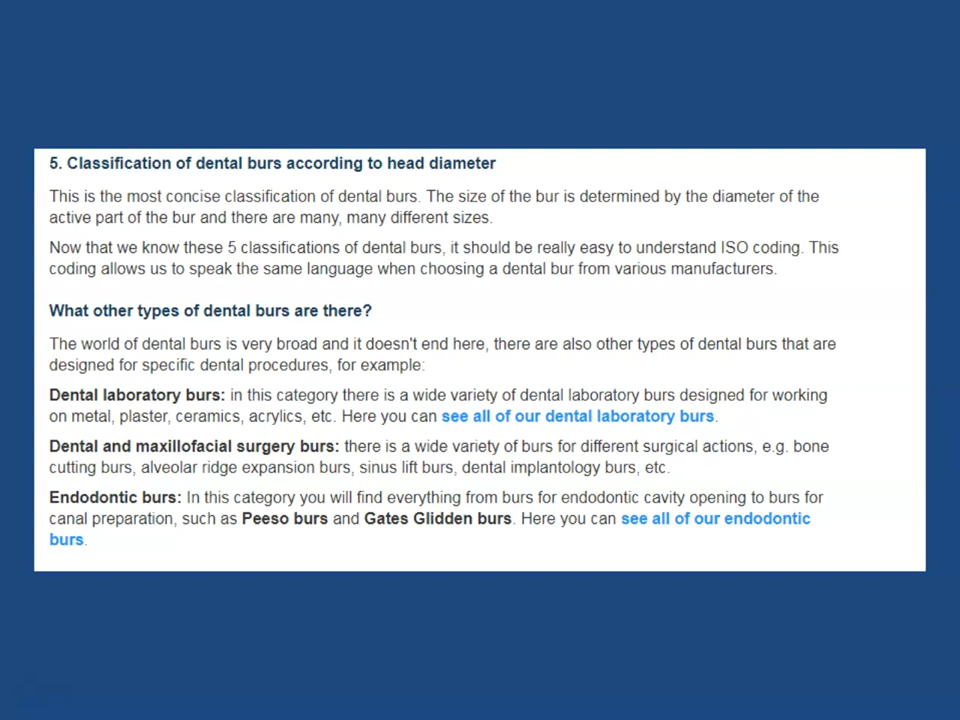 5. Classification of dental burs according to head diameter
This is the most concise classification of dental burs. The size of the bur is determined by the diameter of the
active part of the bur and there are many, many different sizes.
Now that we know these 5 classifications of dental burs, it should be really easy to understand ISO coding. This
coding allows us to speak the same language when choosing a dental bur from various manufacturers.
What other types of dental burs are there?
The world of dental burs is very broad and it doesn't end here, there are also other types of dental burs that are
designed for specific dental procedures, for example:
Dental laboratory burs: in this category there is a wide variety of dental laboratory burs designed for working
on metal, plaster, ceramics, acrylics, etc. Here you can see all of our dental laboratory burs.
Dental and maxillofacial surgery burs: there is a wide variety of burs for different surgical actions, e.g. bone
cutting burs, alveolar ridge expansion burs, sinus lift burs, dental implantology burs, etc.
Endodontic burs: In this category you will find everything from burs for endodontic cavity opening to burs for
canal preparation, such as Peeso burs and Gates Glidden burs. Here you can see all of our endodontic
burs.